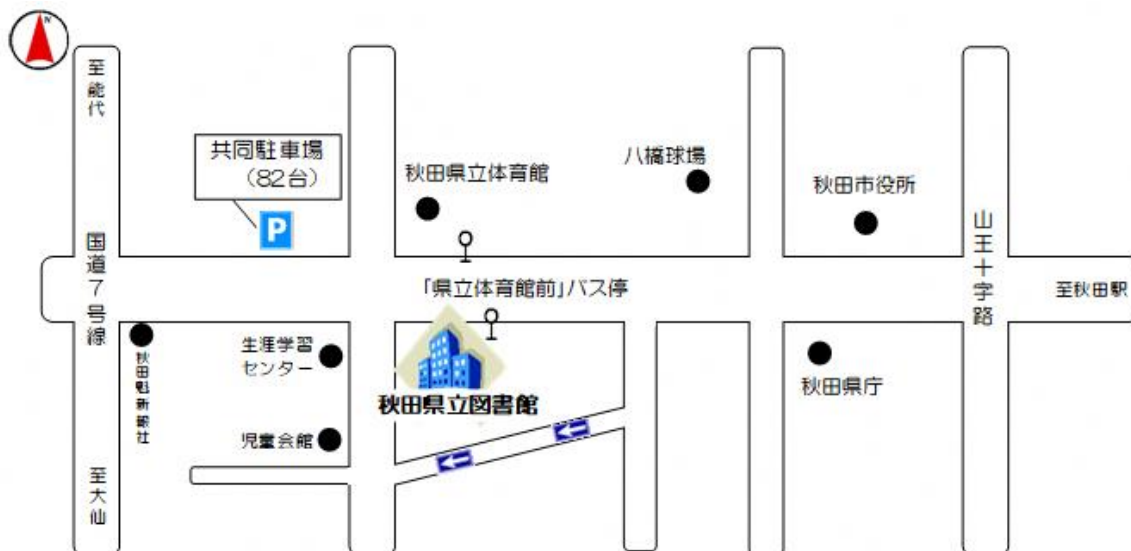 N
至能代
共同駐車場
（82台）
P
秋田県立体育館
八橋球場
秋田市役所
国道7号線
「県立体育館前」バス停
山王十字路
至秋田駅
秋田魁新報社
生涯学習
センター
秋田県立図書館
秋田県庁
児童会館
至大仙